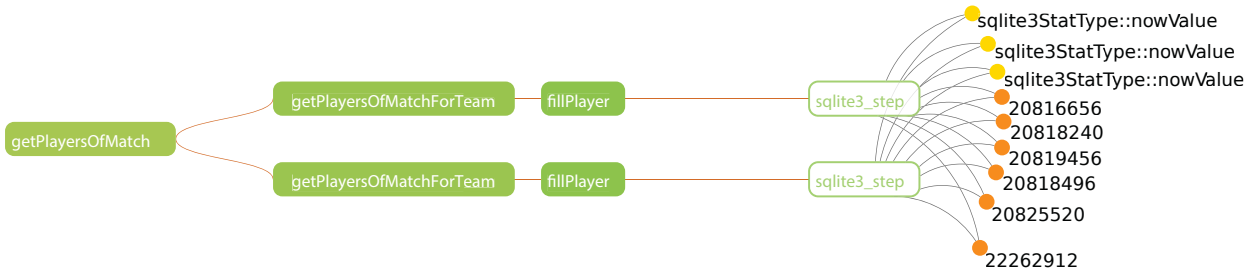 sqlite3StatType::nowValue
sqlite3StatType::nowValue
sqlite3StatType::nowValue
getPlayersOfMatchForTeam fillPlayer sqlite3_step
20816656
20818240
getPlayersOfMatch
20819456
getPlayersOfMatchForTeam fillPlayer sqlite3_step
20818496
20825520
22262912